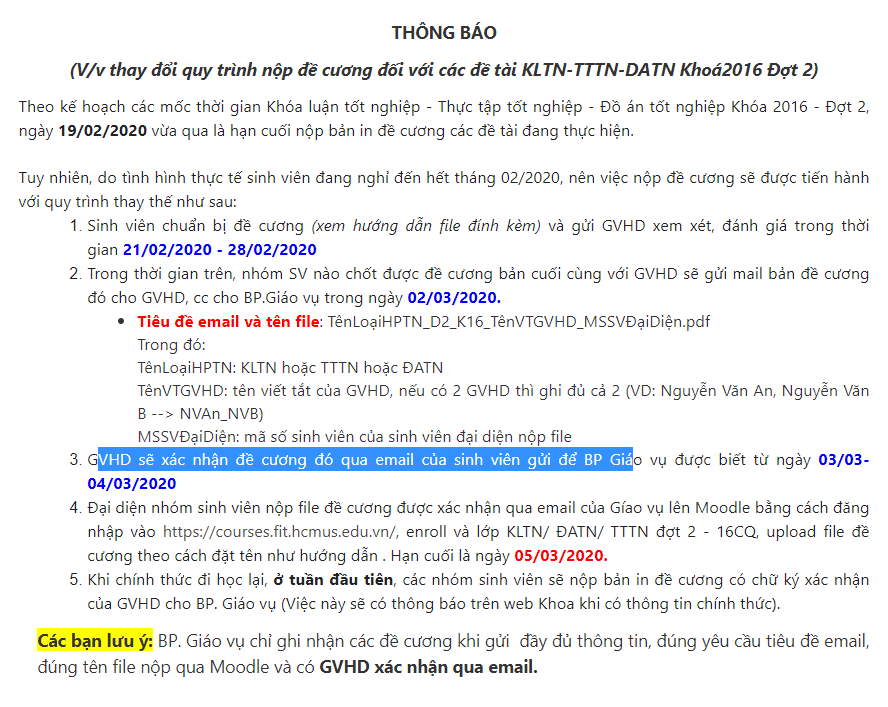 THÔNG BÁO
(V/v thay đổi quy trình nộp đề cương đối với các đề tài KLTN-TTTN-DATN Khoá2016 Đợt 2)
Theo kế hoạch các mốc thời gian Khóa luận tốt nghiệp - Thực tập tốt nghiệp - Đồ án tốt nghiệp Khóa 2016 - Đợt 2,
ngày 19/02/2020 vừa qua là hạn cuối nộp bản in đề cương các đề tài đang thực hiện.
Tuy nhiên, do tình hình thực tế sinh viên đang nghỉ đến hết tháng 02/2020, nên việc nộp đề cương sẽ được tiến hành
với quy trình thay thế như sau:
1. Sinh viên chuẩn bị đề cương (xem hướng dẫn file đính kèm) và gửi GVHD xem xét, đánh giá trong thời
gian 21/02/2020 - 28/02/2020
2. Trong thời gian trên, nhóm SV nào chốt được đề cương bản cuối cùng với GVHD sẽ gửi mail bản đề cương
đó cho GVHD, cc cho BP.Giáo vụ trong ngày 02/03/2020.
• Tiêu đề email và tên file: TênLoạiHPTN_D2_K16_TênVTGVHD_MSSVĐạiDiện.pdf
Trong đó:
TênLoạiHPTN: KLTN hoặc TTTN hoặc ĐATN
TênVTGVHD: tên viết tắt của GVHD, nếu có 2 GVHD thì ghi đủ cả 2 (VD: Nguyễn Văn An, Nguyễn Văn
B --> NVAn_NVB)
MSSVĐạiDiện: mã số sinh viên của sinh viên đại diện nộp file
3. GVHD sẽ xác nhận đề cương đó qua email của sinh viên gửi để BP Giáo vụ được biết từ ngày 03/03-
04/03/2020
4. Đại diện nhóm sinh viên nộp file đề cương được xác nhận qua email của Gíao vụ lên Moodle bằng cách đăng
nhập vào https://courses.fit.hcmus.edu.vn/, enroll và lớp KLTN/ ĐATN/ TTTN đợt 2 - 16CQ, upload file đề
cương theo cách đặt tên như hướng dẫn . Hạn cuối là ngày 05/03/2020.
5. Khi chính thức đi học lại, ở tuần đầu tiên, các nhóm sinh viên sẽ nộp bản in đề cương có chữ ký xác nhận
của GVHD cho BP. Giáo vụ (Việc này sẽ có thông báo trên web Khoa khi có thông tin chính thức).
Các bạn lưu ý: BP. Giáo vụ chỉ ghi nhận các đề cương khi gửi  đầy đủ thông tin, đúng yêu cầu tiêu đề email,
đúng tên file nộp qua Moodle và có GVHD xác nhận qua email.